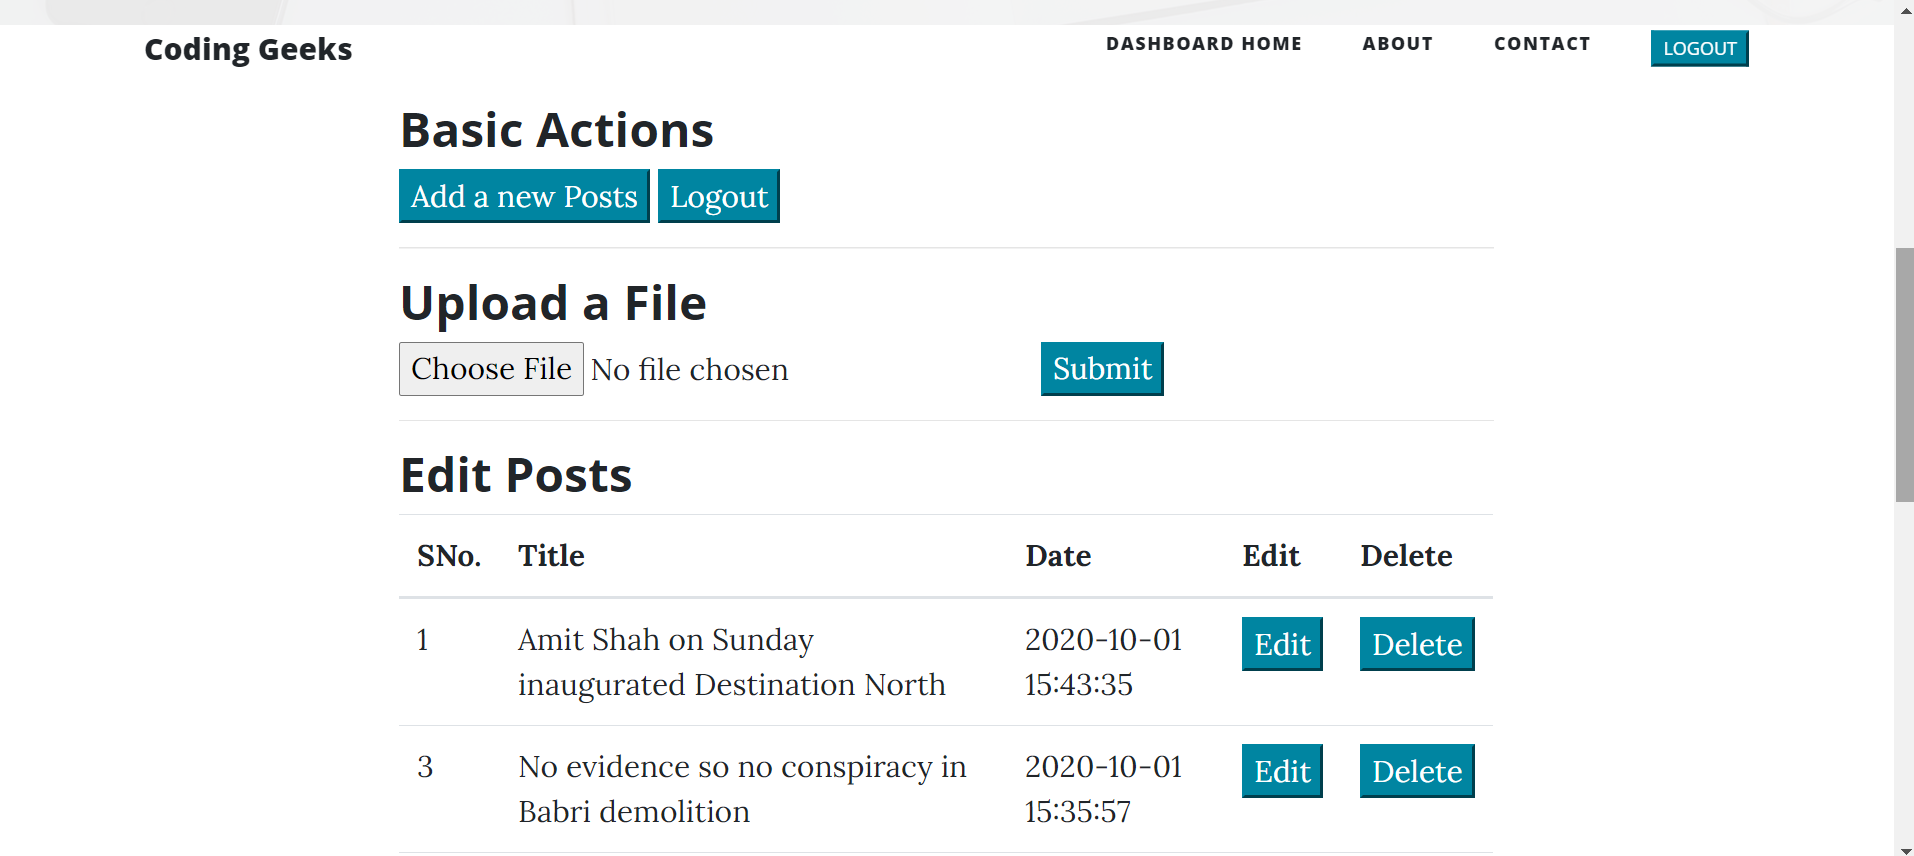 Coding Geeks DASHBOARD HOME ABOUT CONTACT LOGOUT
Basic Actions
Add a new Posts Logout
Upload a File
Choose File No file chosen Submit
Edit Posts
SNo. Title Date Edit Delete
1 Amit Shah on Sunday 2020-10-01 Edit Delete
inaugurated Destination North 15:43:35
3 No evidence so no conspiracy in 2020-10-01 Edit Delete
Babri demolition 15:35:57